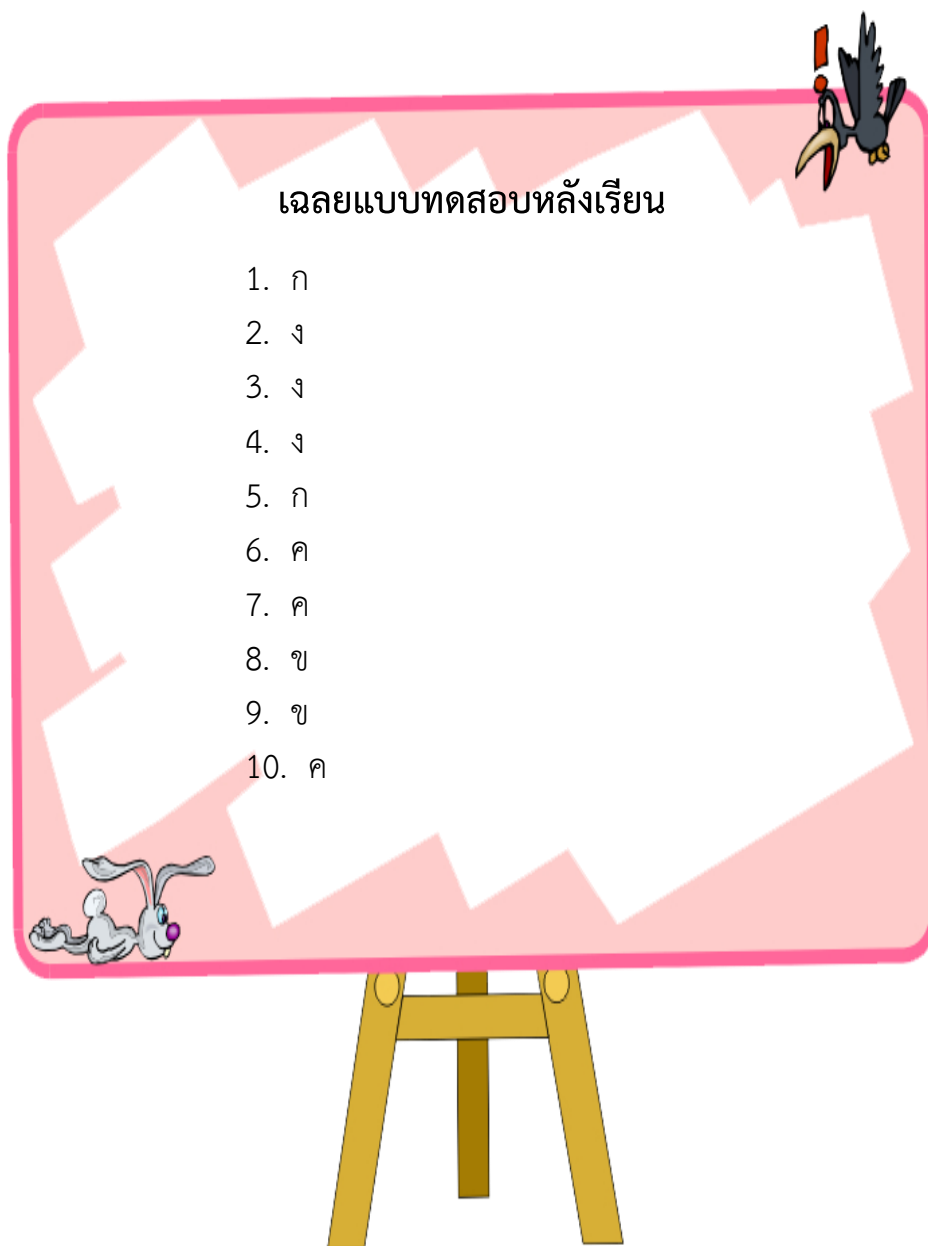 เฉลยแบบทดสอบหลังเรียน
1. ก
2. ง
3. ง
4. ง
5. ก
6. ค
7. ค
8. ข
9. ข
10. ค